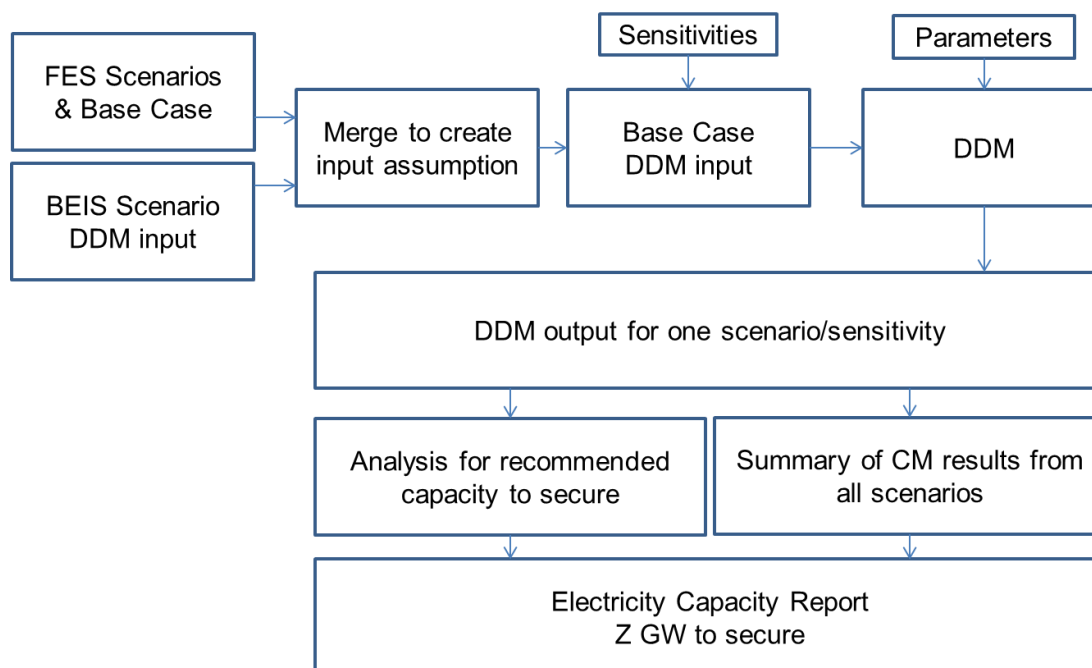 Sensitivities
Parameters
FES Scenarios
& Base Case
BEIS Scenario
DDM input
Merge to create
input assumption
Base Case
DDM input
DDM
DDM output for one scenario/sensitivity
Analysis for recommended
capacity to secure
Summary of CM results from
all scenarios
Electricity Capacity Report
Z GW to secure